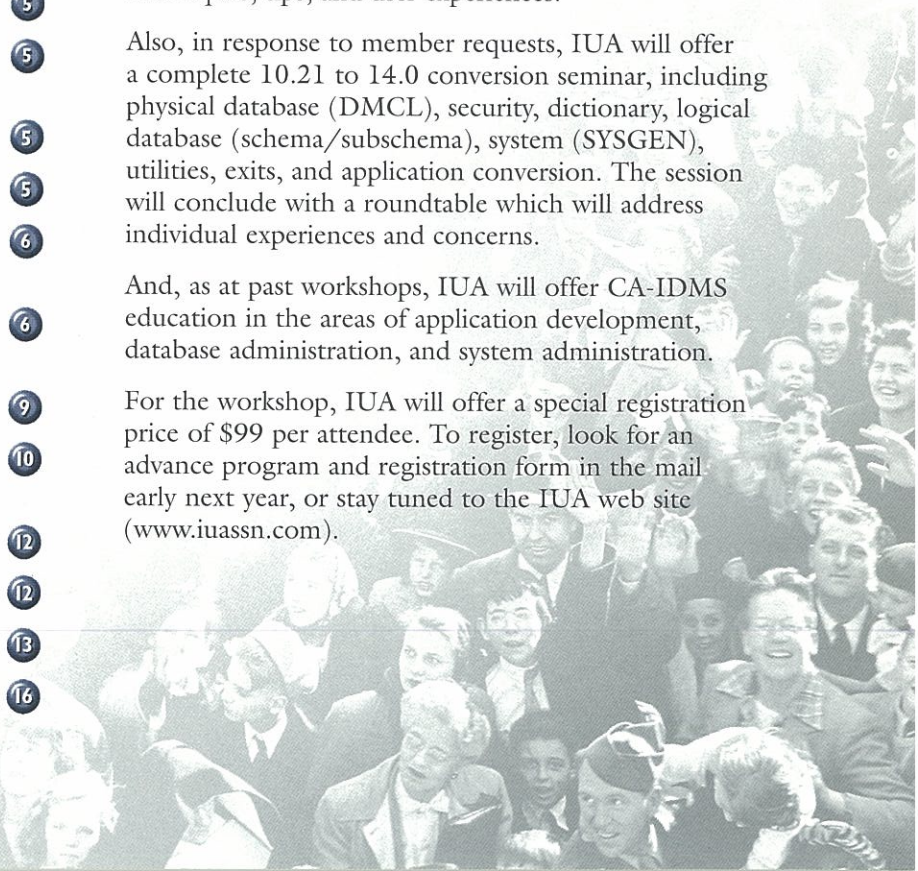 5
5
5
5
6
6
9
10
12
12
13
16
tips, and user experiences.
Also, in response to member requests, IUA will offer
a complete 10.21 to 14.0 conversion seminar, including
physical database (DMCL), security, dictionary, logical
database (schema/subschema), system (SYSGEN),
utilities, exits, and application conversion. The session
will conclude with a roundtable which will address
individual experiences and concerns.
And, as at past workshops, IUA will offer CA-IDMS
education in the areas of application development,
database administration, and system administration.
For the workshop, IUA will offer a special registration
price of $99 per attendee. To register, look for an
advance program and registration form in the mail
early next year, or stay tuned to the IUA web site
(www.iuassn.com).